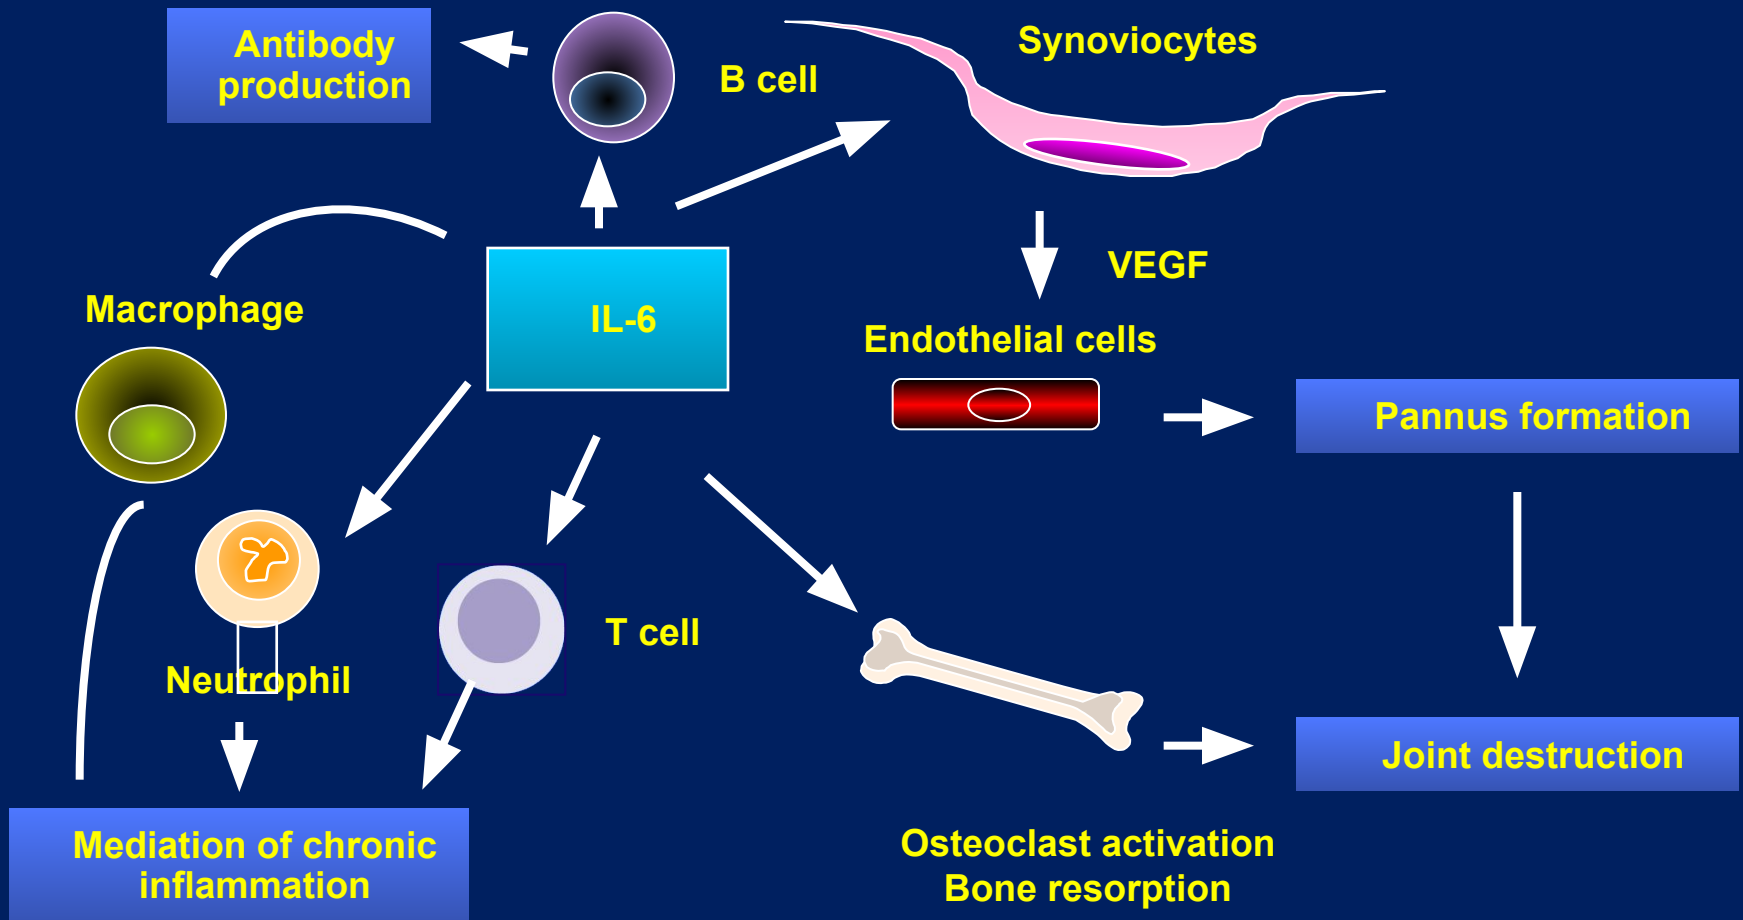 Antibody
production
B cell
Synoviocytes
VEGF
Macrophage
IL-6
Endothelial cells
Pannus formation
T cell
Neutrophil
Joint destruction
Mediation of chronic
inflammation
Osteoclast activation
Bone resorption